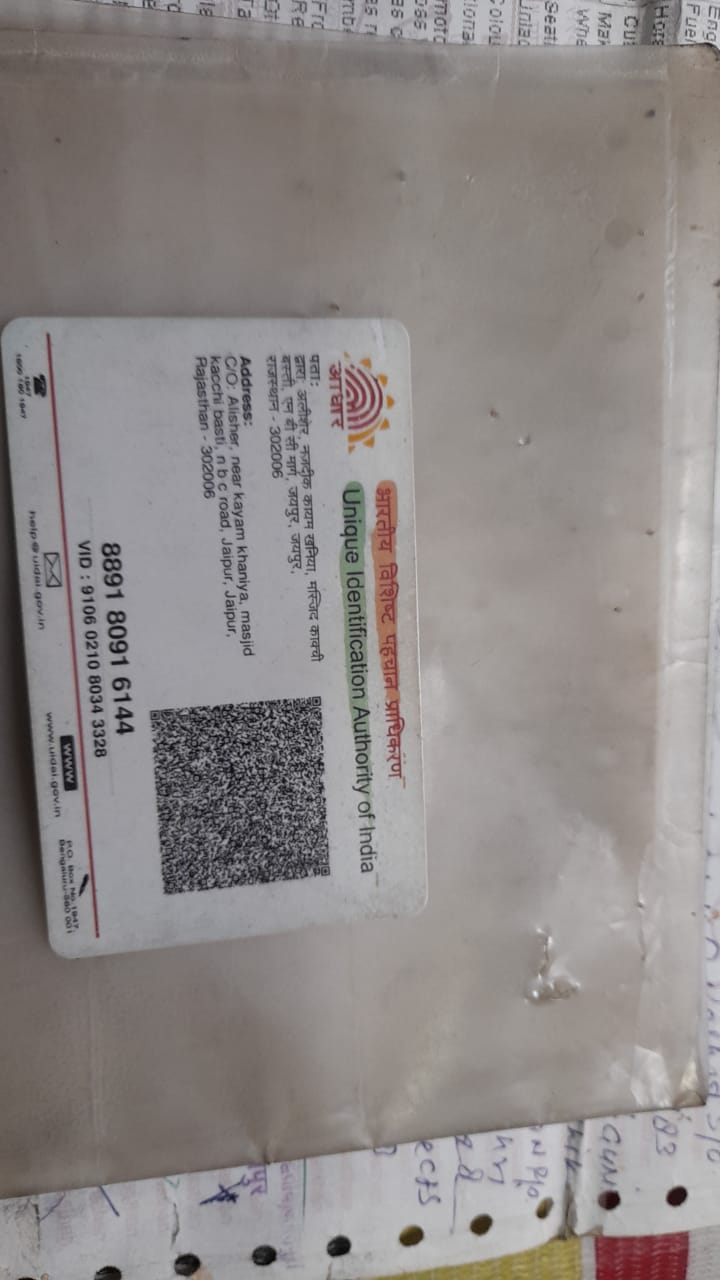 भारतीय विशिष्ट पहचान प्राधिकरण
Unique Identification Authority of India
आधार
पता:
द्वारा: अलीशेर, नजदीक कायम खनिया, मस्जिद काक्ची
बस्ती, एन बी सी मार्ग, जयपुर, जयपुर,
राजस्थान - 302006
Address:
C/O: Alisher, near kayam khaniya, masjid
kacchi basti, n b c road, Jaipur, Jaipur,
Rajasthan - 302006
8891 8091 6144
VID : 9106 0210 8034 3328
1947
1800 180 1947
help@uidai.gov.in
www
www.uidai.gov.in
P.O. Box No.1947,
Bengaluru-560 001